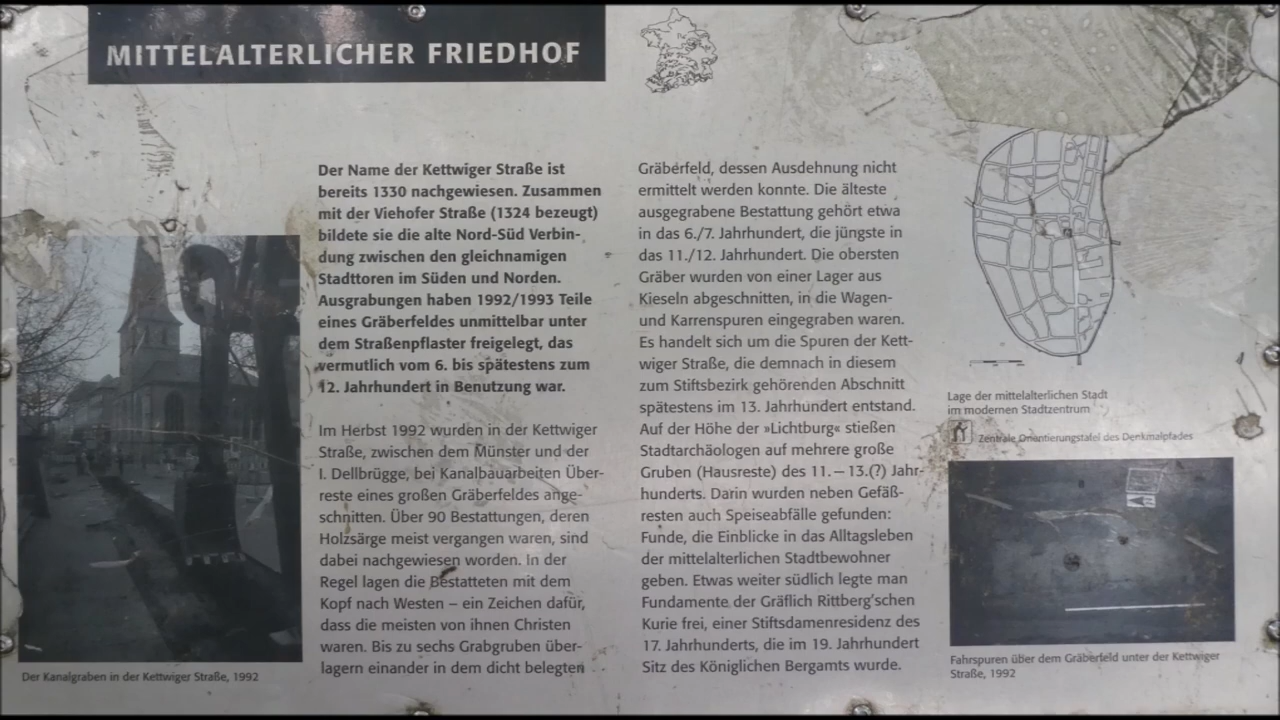 MITTELALTERLICHER FRIEDHOF
Der Name der Kettwiger Straße ist
bereits 1330 nachgewiesen. Zusammen
mit der Viehofer Straße (1324 bezeugt)
bildete sie die alte Nord-Süd Verbin-
dung zwischen den gleichnamigen
Stadttoren im Süden und Norden.
Ausgrabungen haben 1992/1993 Teile
eines Gräberfeldes unmittelbar unter
dem Straßenpflaster freigelegt, das
vermutlich vom 6. bis spätestens zum
12. Jahrhundert in Benutzung war.
Im Herbst 1992 wurden in der Kettwiger
Straße, zwischen dem Münster und der
I. Dellbrügge, bei Kanalbauarbeiten Über-
reste eines großen Gräberfeldes ange-
schnitten. Über 90 Bestattungen, deren
Holzsärge meist vergangen waren, sind
dabei nachgewiesen worden. In der
Regel lagen die Bestatteten mit dem
Kopf nach Westen – ein Zeichen dafür,
dass die meisten von ihnen Christen
waren. Bis zu sechs Grabgruben über-
lagern einander in dem dicht belegten
Gräberfeld, dessen Ausdehnung nicht
ermittelt werden konnte. Die älteste
ausgegrabene Bestattung gehört etwa
in das 6./7. Jahrhundert, die jüngste in
das 11./12. Jahrhundert. Die obersten
Gräber wurden von einer Lager aus
Kieseln abgeschnitten, in die Wagen-
und Karrenspuren eingegraben waren.
Es handelt sich um die Spuren der Kett-
wiger Straße, die demnach in diesem
zum Stiftsbezirk gehörenden Abschnitt
spätestens im 13. Jahrhundert entstand.
Auf der Höhe der »Lichtburg« stießen
Stadtarchäologen auf mehrere große
Gruben (Hausreste) des 11.–13.(?) Jahr-
hunderts. Darin wurden neben Gefäß-
resten auch Speiseabfälle gefunden:
Funde, die Einblicke in das Alltagsleben
der mittelalterlichen Stadtbewohner
geben. Etwas weiter südlich legte man
Fundamente der Gräflich Rittberg'schen
Kurie frei, einer Stiftsdamenresidenz des
17. Jahrhunderts, die im 19. Jahrhundert
Sitz des Königlichen Bergamts wurde.
Der Kanalgraben in der Kettwiger Straße, 1992
Lage der mittelalterlichen Stadt
im modernen Stadtzentrum
Zentrale Orientierungstafel des Denkmalpfades
Fahrspuren über dem Gräberfeld unter der Kettwiger
Straße, 1992